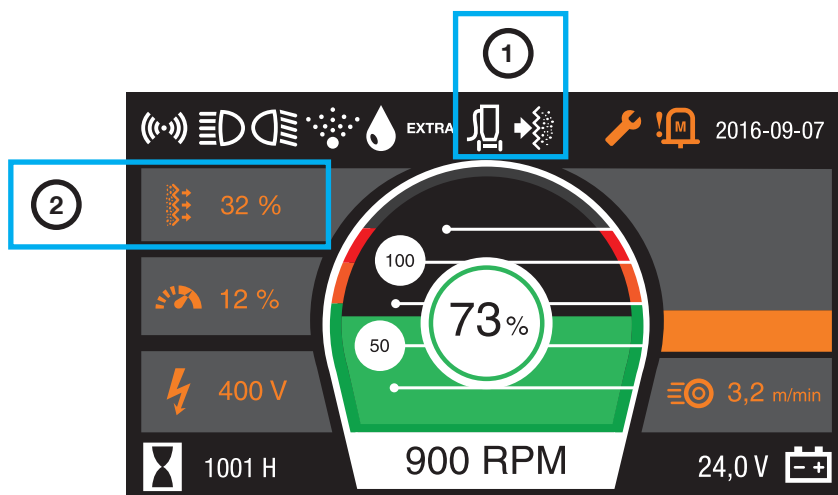 1
EXTRA
M
2016-09-07
2
32 %
12 %
400 V
100
73%
50
3,2 m/min
1001 H
900 RPM
24,0 V